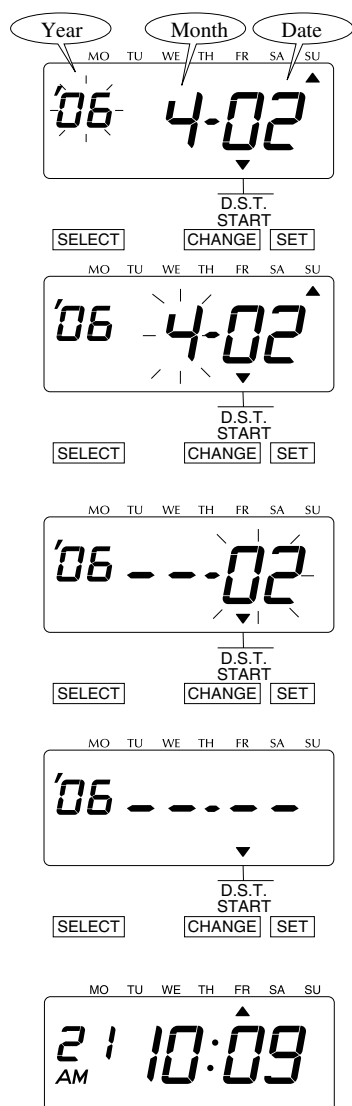 Year Month Date
MO TU WE TH FR SA SU
'06 4-02
D.S.T.
START
SELECT CHANGE SET
MO TU WE TH FR SA SU
'06 4-02
D.S.T.
START
SELECT CHANGE SET
MO TU WE TH FR SA SU
'06 -- -- - 02
D.S.T.
START
SELECT CHANGE SET
MO TU WE TH FR SA SU
'06 -- -- - -- --
D.S.T.
START
SELECT CHANGE SET
MO TU WE TH FR SA SU
21 10:09
AM